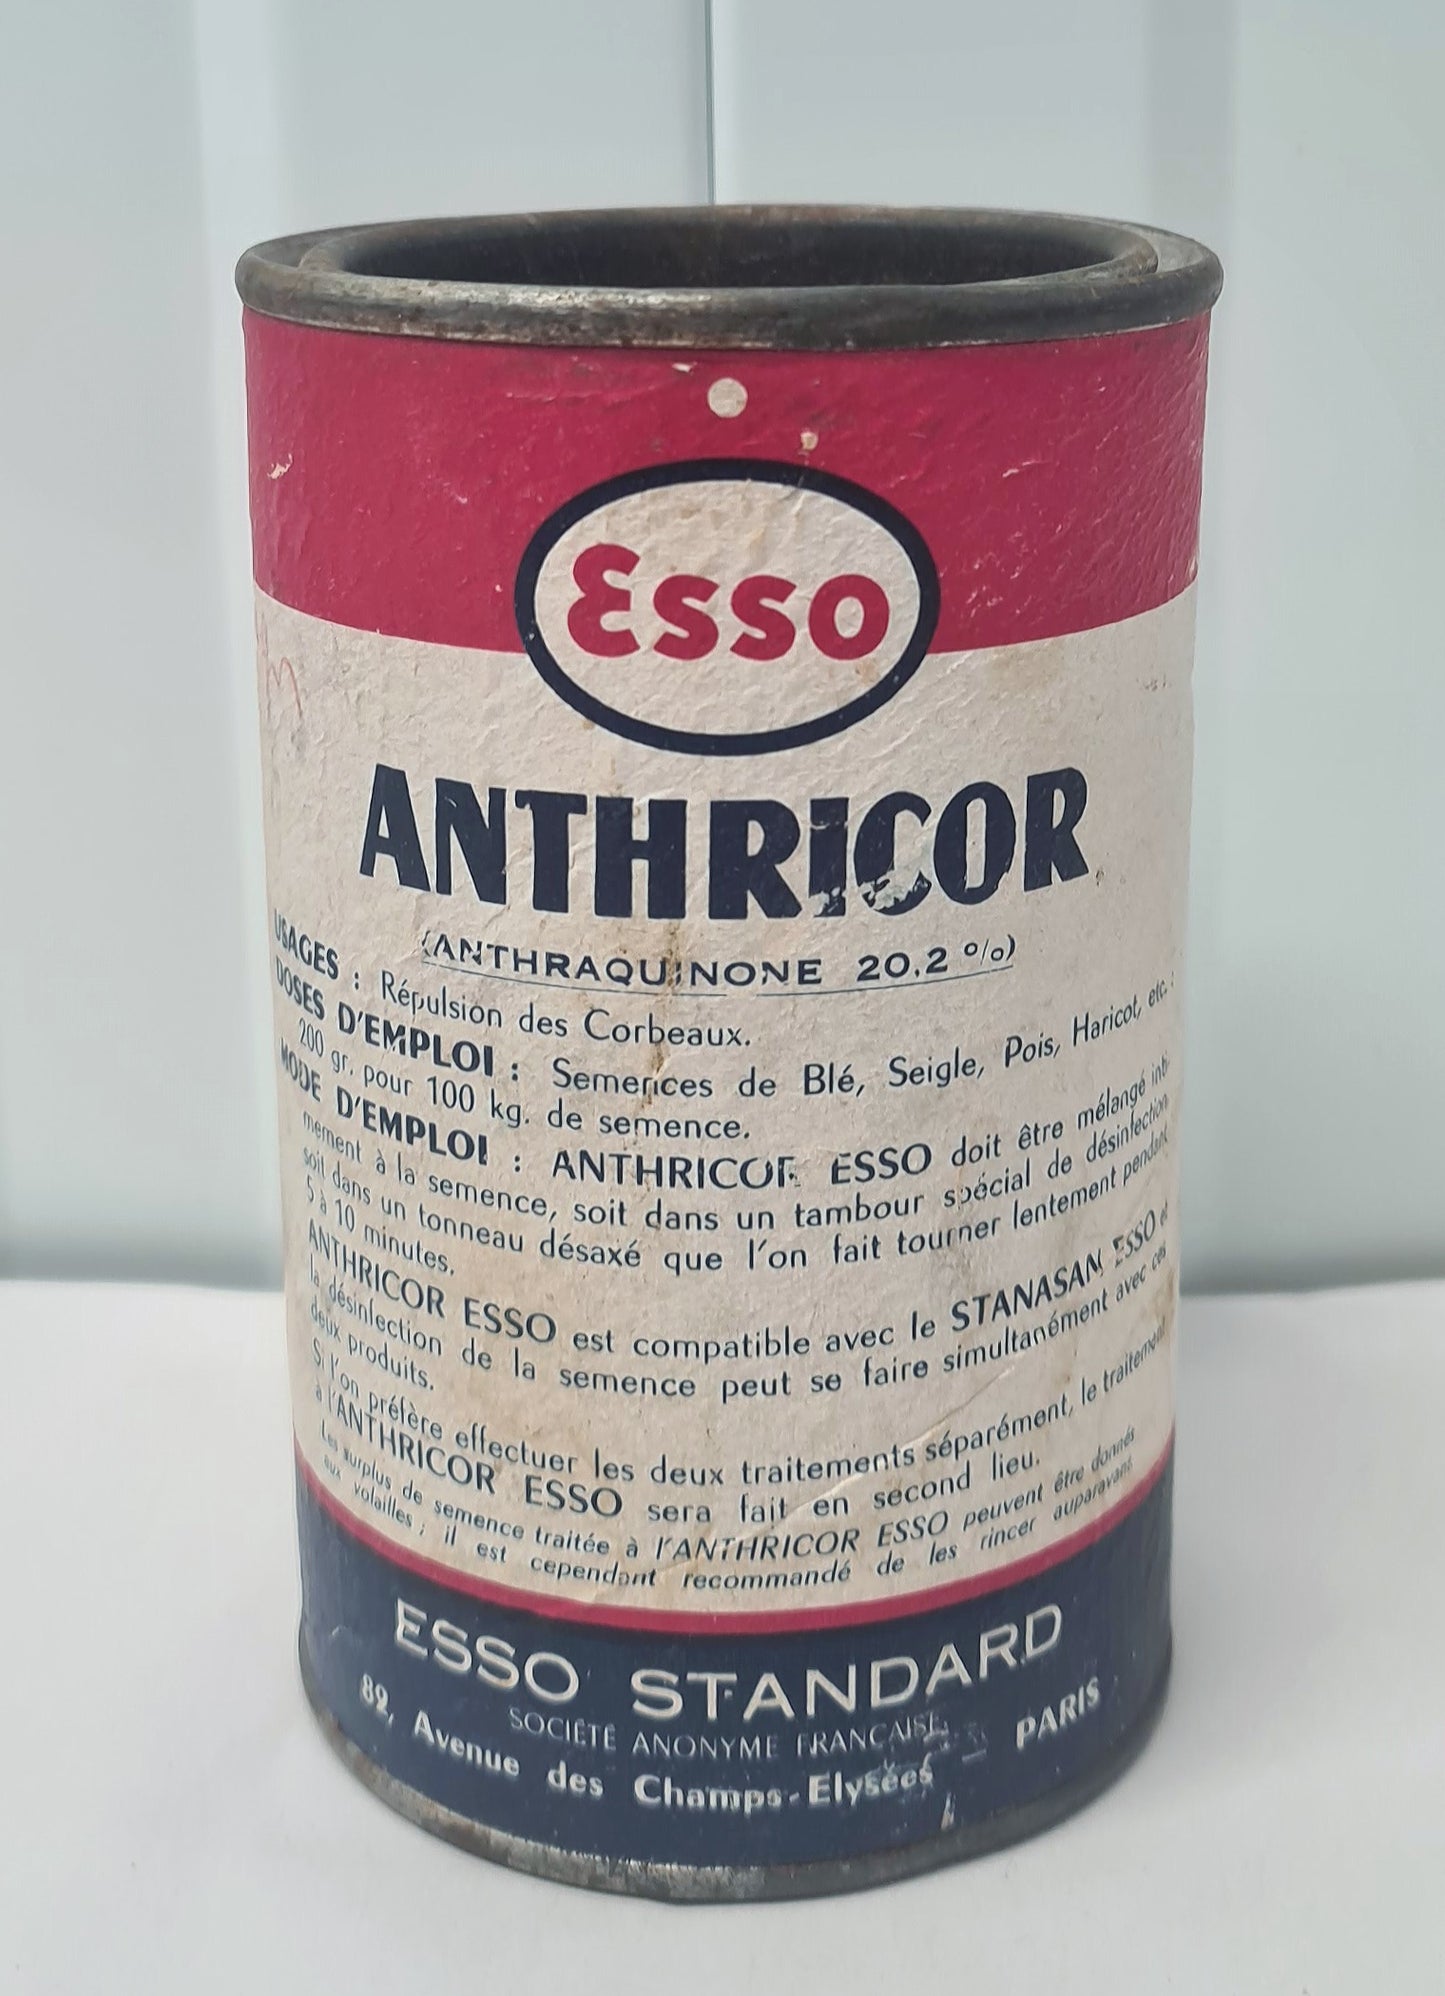 Esso
ANTHRICOR
(ANTHRAQUINONE 20,2 %)
USAGES : Répulsion des Corbeaux.
DOSES D'EMPLOI : Semences de Blé, Seigle, Pois, Haricot, etc. :
200 gr. pour 100 kg. de semence.
MODE D'EMPLOI : ANTHRICOR ESSO doit être mélangé inti-
mement à la semence, soit dans un tambour spécial de désinfection
soit dans un tonneau désaxé que l'on fait tourner lentement pendant
5 à 10 minutes.
ANTHRICOR ESSO est compatible avec le STANASAN ESSO et
la désinfection de la semence peut se faire simultanément avec ces
deux produits.
Si l'on préfère effectuer les deux traitements séparément, le traitement
à l'ANTHRICOR ESSO sera fait en second lieu.
Les surplus de semence traitée à l'ANTHRICOR ESSO peuvent être donnés
aux volailles ; il est cependant recommandé de les rincer auparavant
ESSO STANDARD
SOCIÉTÉ ANONYME FRANÇAISE
82, Avenue des Champs-Elysées PARIS